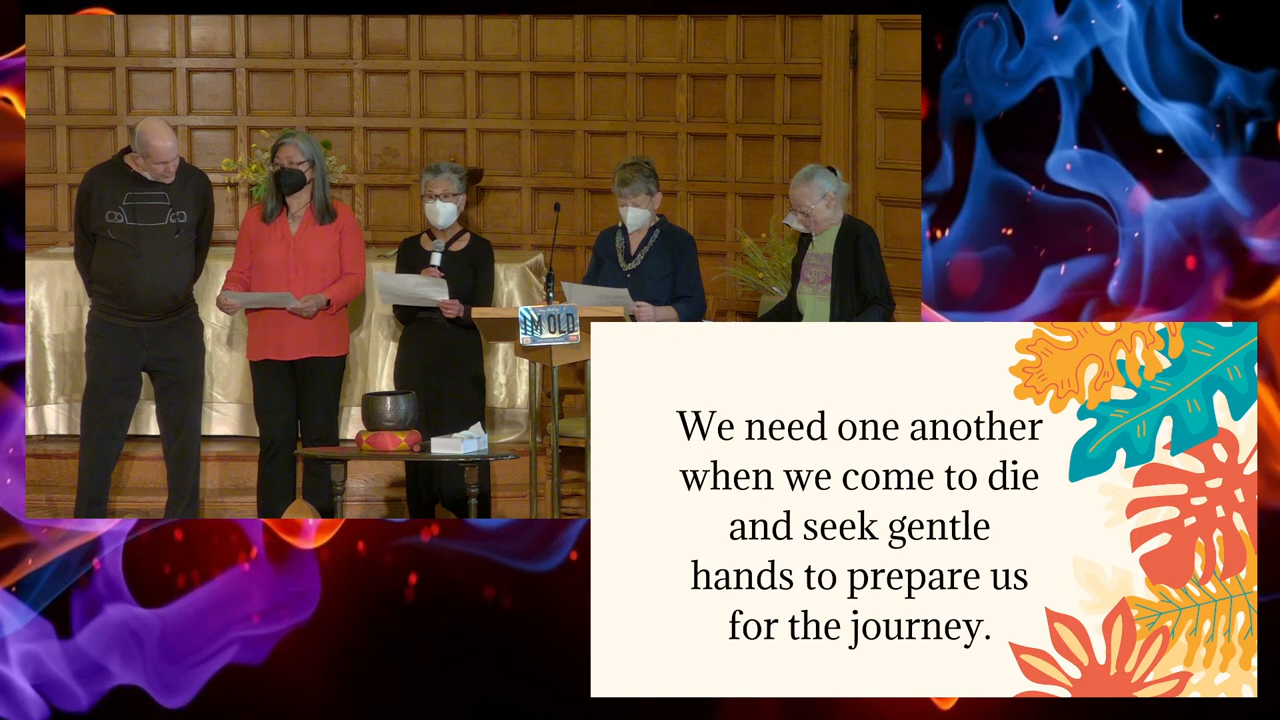 IM OLD
We need one another
when we come to die
and seek gentle
hands to prepare us
for the journey.